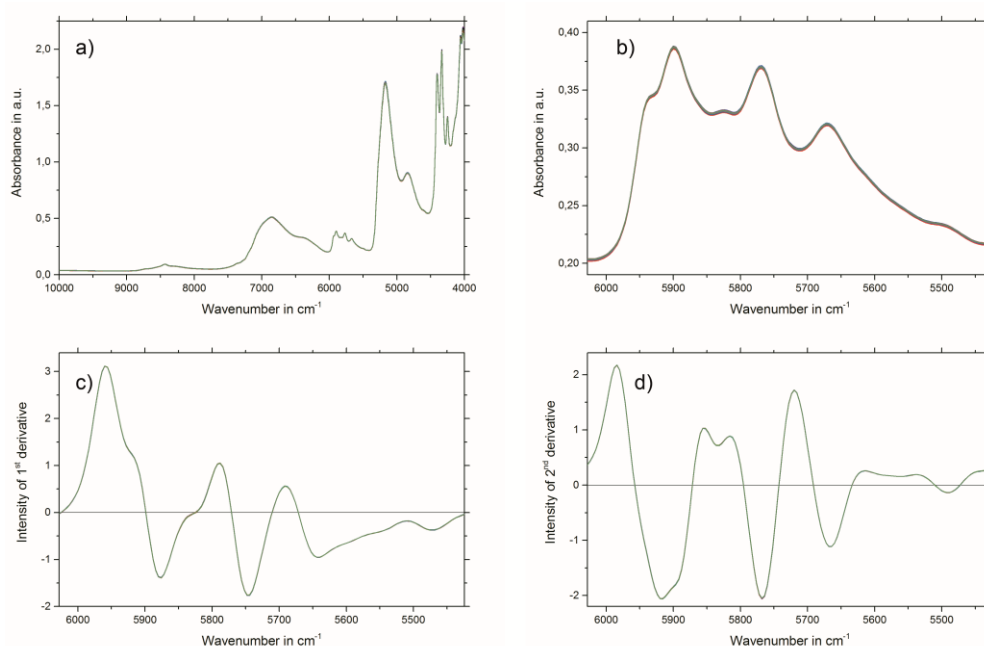 a)
2,0
1,5
1,0
0,5
0,0
Absorbance in a.u.
10000 9000 8000 7000 6000 5000 4000
Wavenumber in cm-1
b)
0,40
0,35
0,30
0,25
0,20
Absorbance in a.u.
6000 5900 5800 5700 5600 5500
Wavenumber in cm-1
c)
3
2
1
0
-1
-2
Intensity of 1st derivative
6000 5900 5800 5700 5600 5500
Wavenumber in cm-1
d)
2
1
0
-1
-2
Intensity of 2nd derivative
6000 5900 5800 5700 5600 5500
Wavenumber in cm-1